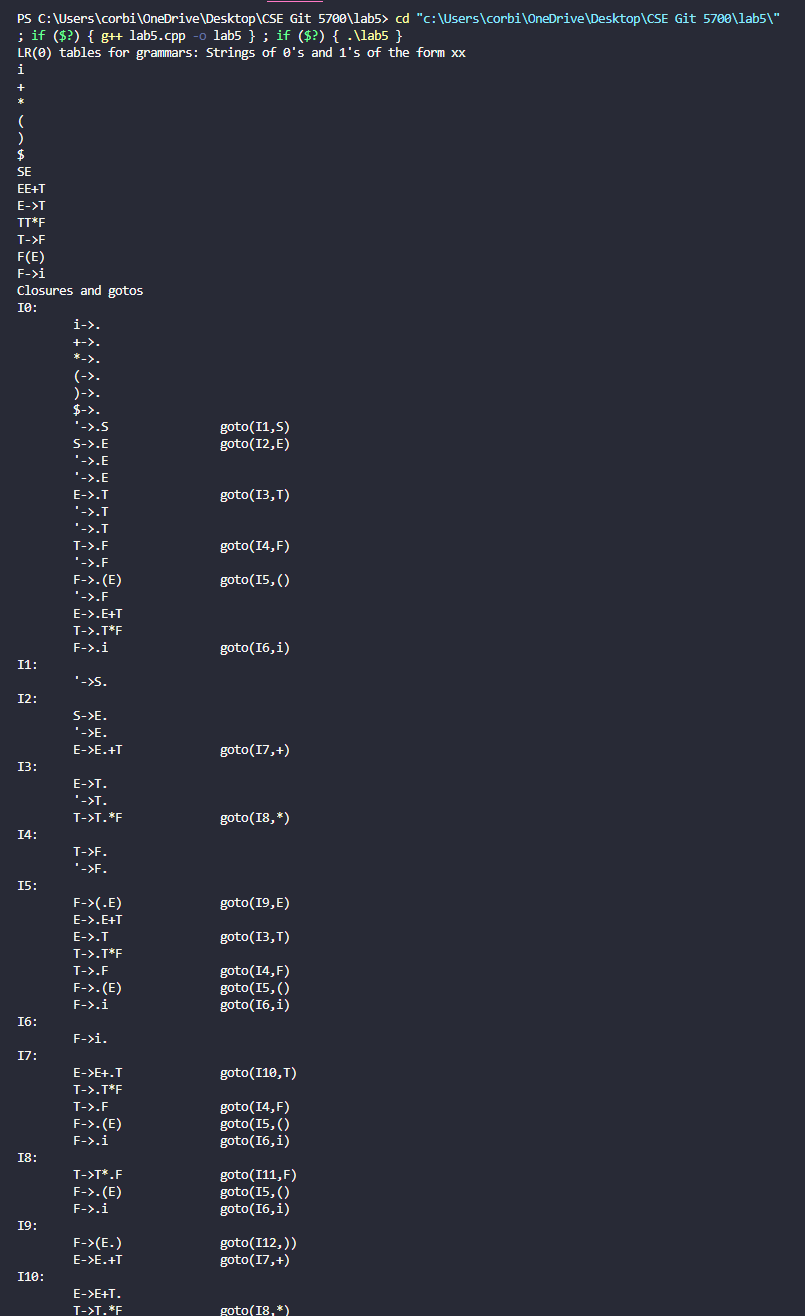 PS C:\Users\corbi\OneDrive\Desktop\CSE Git 5700\lab5> cd "c:\Users\corbi\OneDrive\Desktop\CSE Git 5700\lab5\"
; if ($?) { g++ lab5.cpp -o lab5 } ; if ($?) { .\lab5 }
LR(0) tables for grammars: Strings of 0's and 1's of the form xx
i
+
*
(
)
$
SE
EE+T
E->T
TT*F
T->F
F(E)
F->i
Closures and gotos
I0:
i->.
+->.
*->.
(->.
)->.
$->.
'->.S goto(I1,S)
S->.E goto(I2,E)
'->.E
'->.E
E->.T goto(I3,T)
'->.T
'->.T
T->.F goto(I4,F)
'->.F
F->.(E) goto(I5,()
'->.F
E->.E+T
T->.T*F
F->.i goto(I6,i)
I1:
'->S.
I2:
S->E.
'->E.
E->E.+T goto(I7,+)
I3:
E->T.
'->T.
T->T.*F goto(I8,*)
I4:
T->F.
'->F.
I5:
F->(.E) goto(I9,E)
E->.E+T
E->.T goto(I3,T)
T->.T*F
T->.F goto(I4,F)
F->.(E) goto(I5,()
F->.i goto(I6,i)
I6:
F->i.
I7:
E->E+.T goto(I10,T)
T->.T*F
T->.F goto(I4,F)
F->.(E) goto(I5,()
F->.i goto(I6,i)
I8:
T->T*.F goto(I11,F)
F->.(E) goto(I5,()
F->.i goto(I6,i)
I9:
F->(E.) goto(I12,))
E->E.+T goto(I7,+)
I10:
E->E+T.
T->T.*F goto(I8,*)